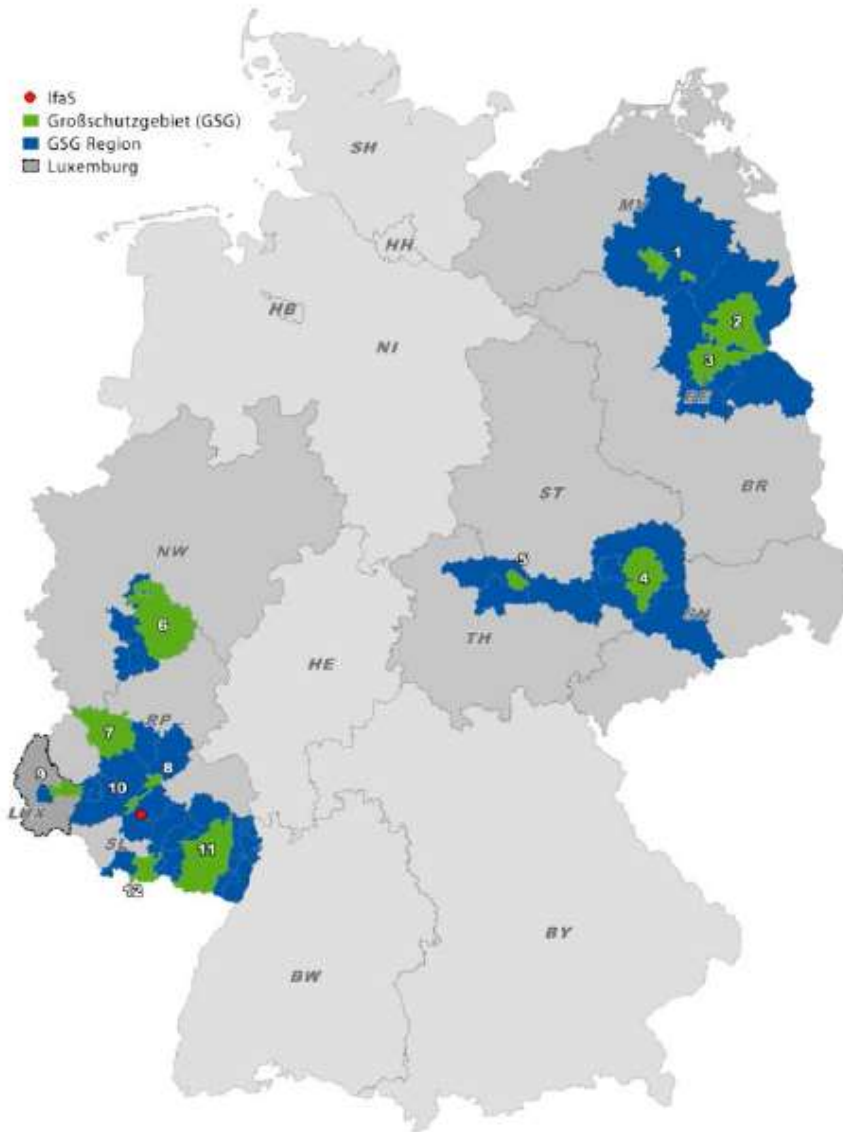 IfaS
Großschutzgebiet (GSG)
GSG Region
Luxemburg
SH
MV
HH
1
HB
2
NI
3
BE
ST
BR
NW
5
4
SN
6
TH
HE
RP
7
8
9
10
LUX
SL
11
12
BY
BW